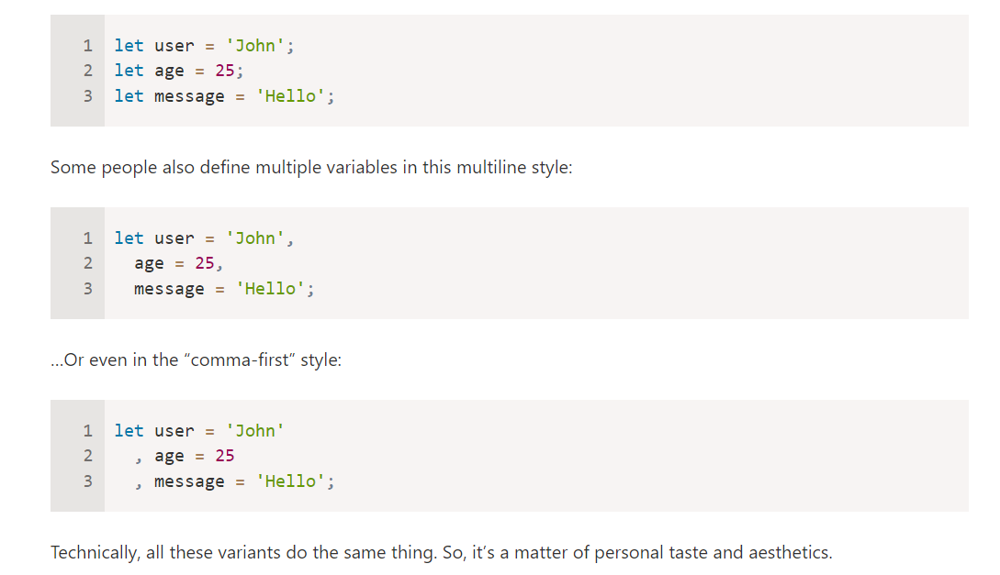 1 let user = 'John';
2 let age = 25;
3 let message = 'Hello';
Some people also define multiple variables in this multiline style:
1 let user = 'John',
2   age = 25,
3   message = 'Hello';
…Or even in the “comma-first” style:
1 let user = 'John'
2   , age = 25
3   , message = 'Hello';
Technically, all these variants do the same thing. So, it’s a matter of personal taste and aesthetics.